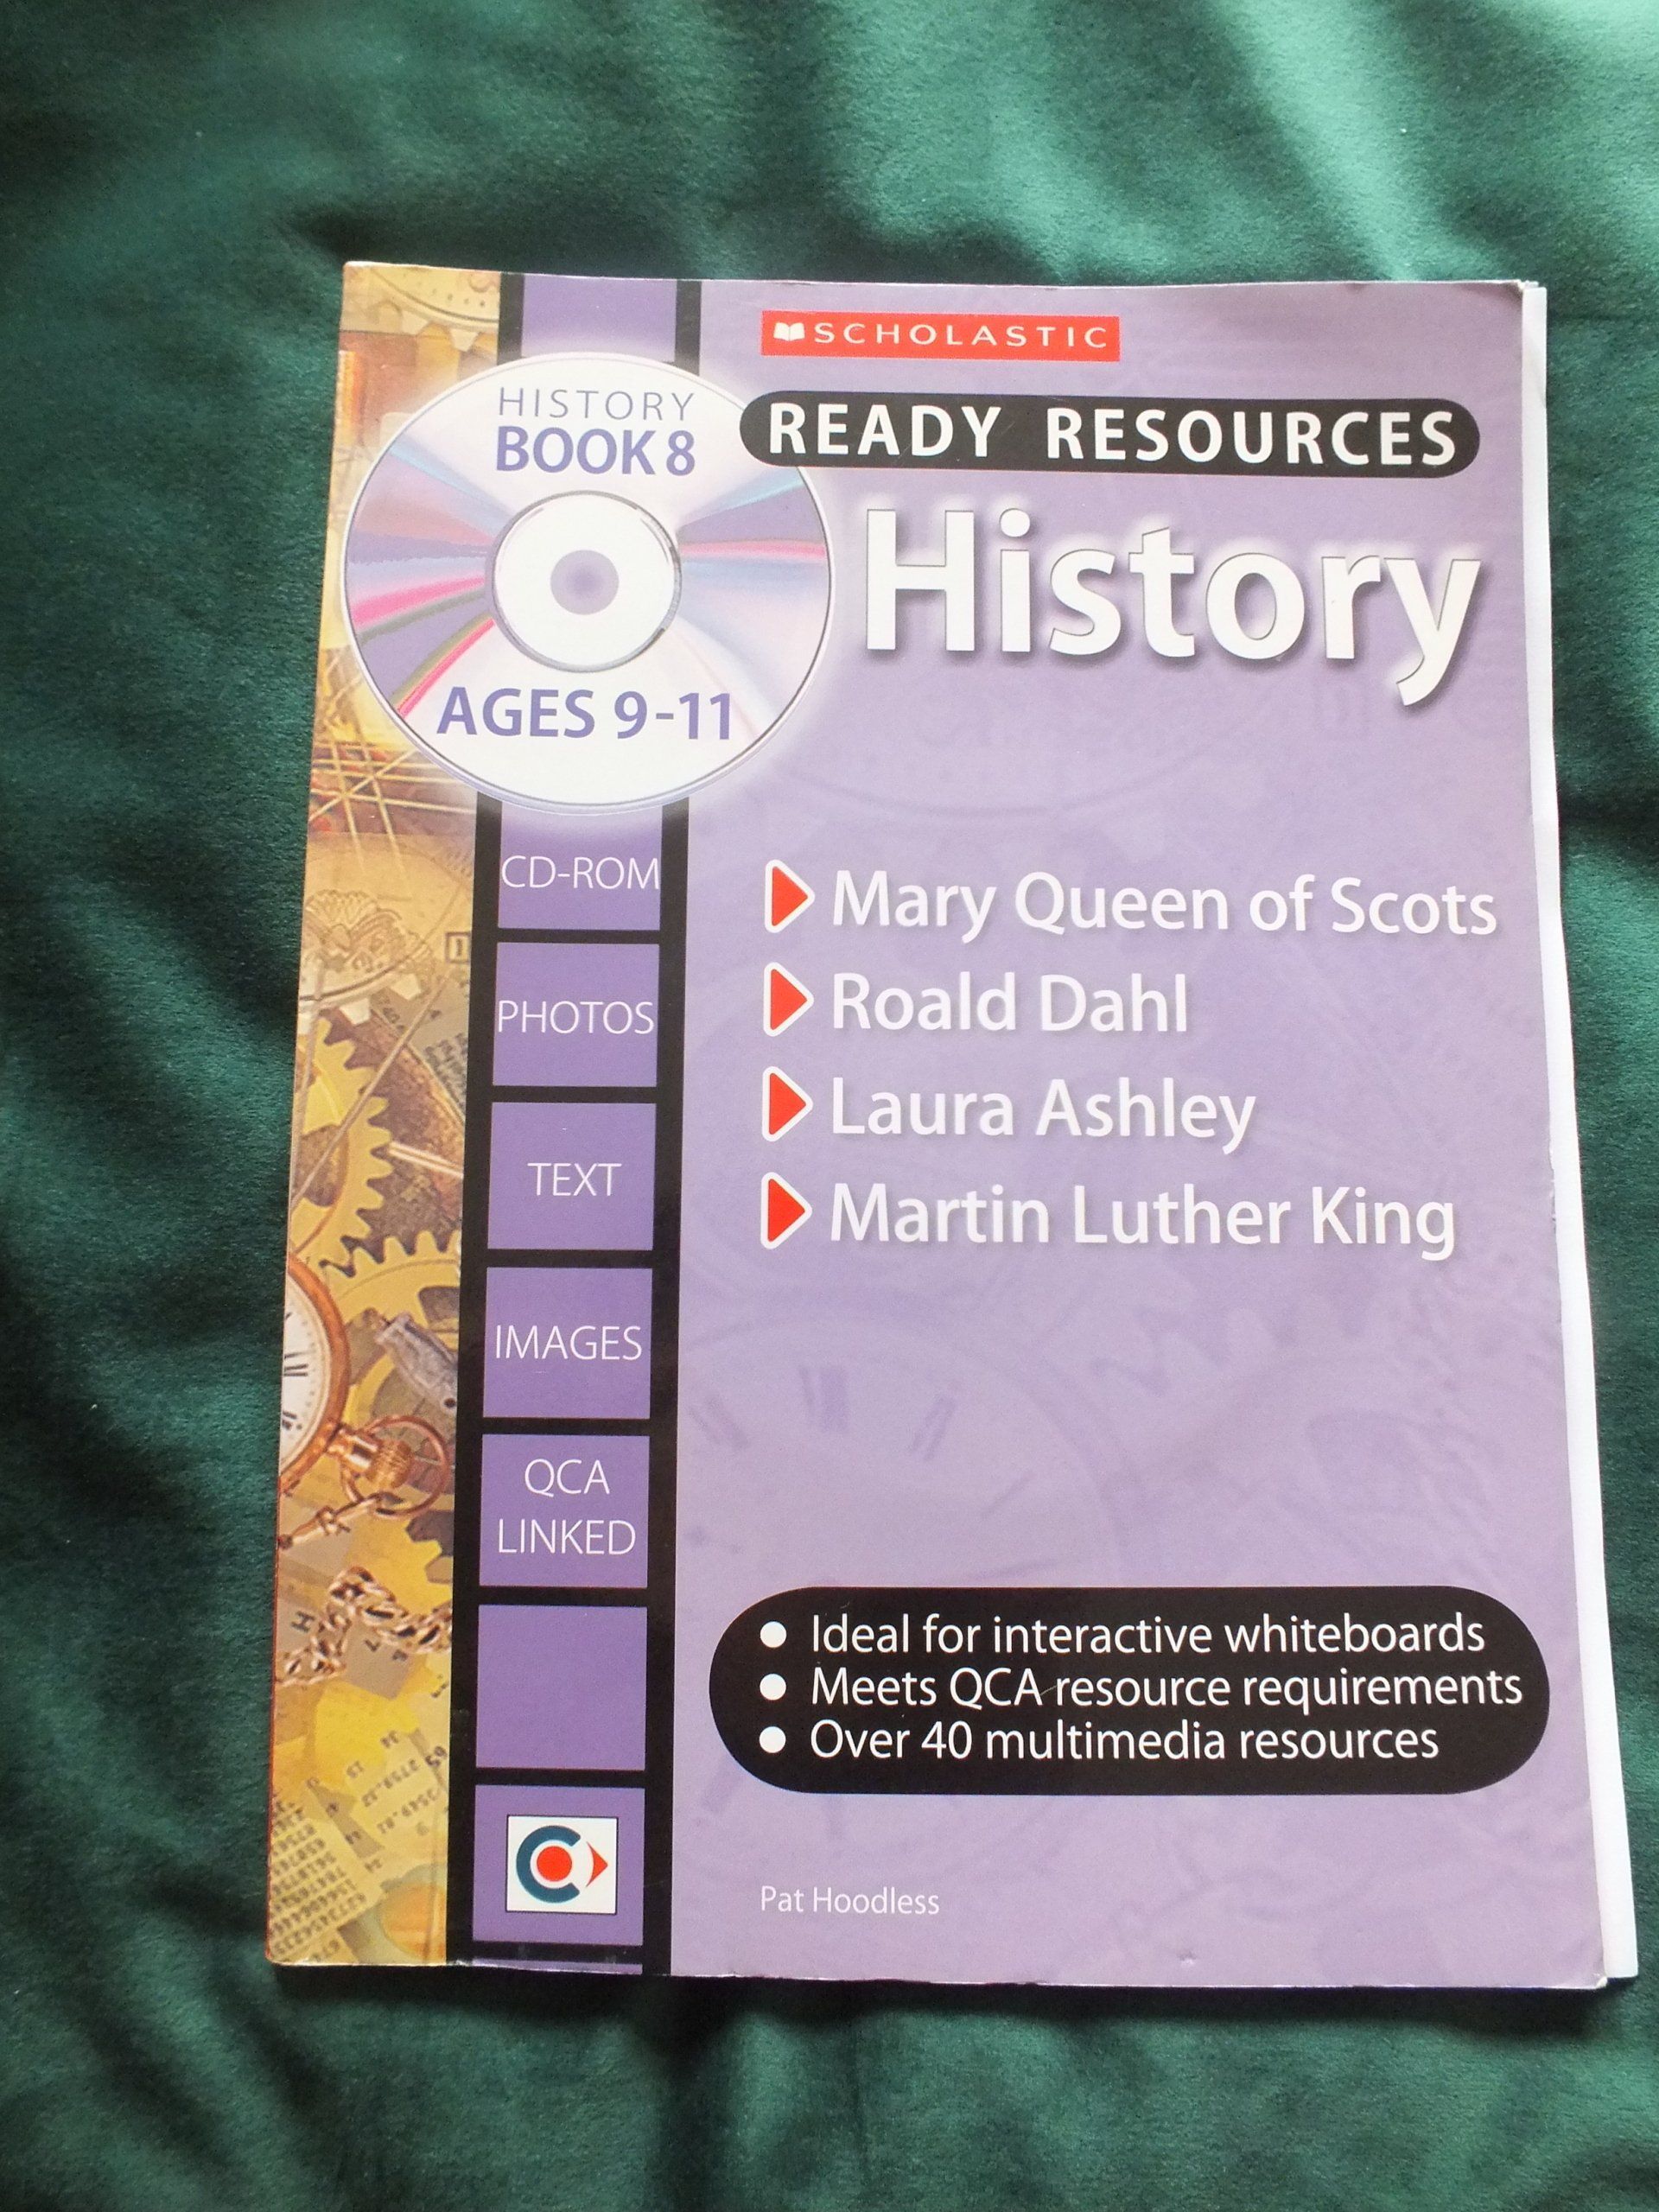 SCHOLASTIC
HISTORY
BOOK 8
AGES 9-11
READY RESOURCES
History
CD-ROM
PHOTOS
TEXT
IMAGES
QCA
LINKED
Mary Queen of Scots
Roald Dahl
Laura Ashley
Martin Luther King
• Ideal for interactive whiteboards
• Meets QCA resource requirements
• Over 40 multimedia resources
Pat Hoodless